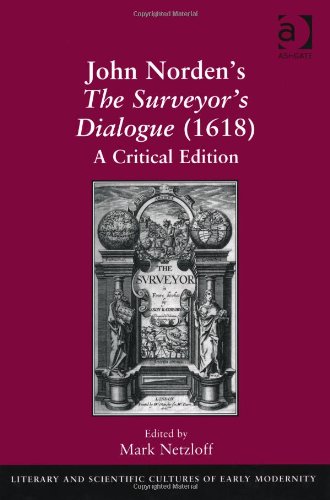 ASHGATE
John Norden's
The Surveyor's
Dialogue (1618)
A Critical Edition
THE
SURVEYOR
LONDON
Edited by
Mark Netzloff
LITERARY AND SCIENTIFIC CULTURES OF EARLY MODERNITY